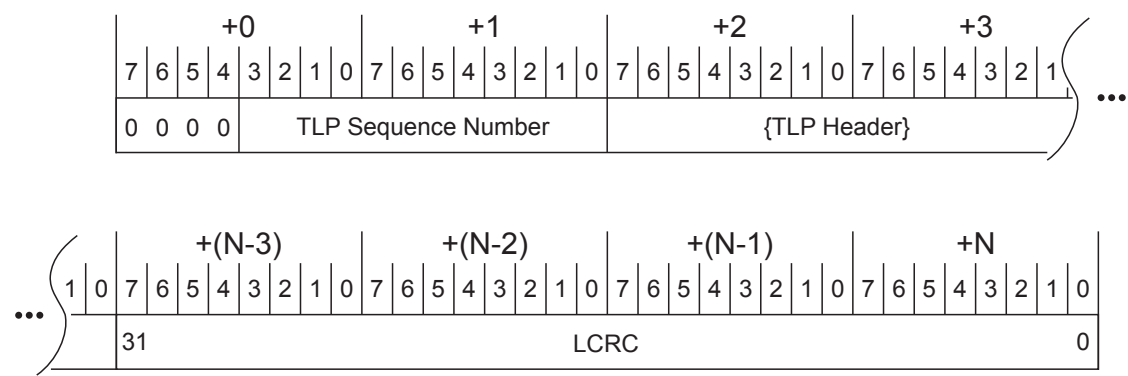 +0 +1 +2 +3
7 6 5 4 3 2 1 0 7 6 5 4 3 2 1 0 7 6 5 4 3 2 1 0 7 6 5 4 3 2 1
...
0 0 0 0 TLP Sequence Number {TLP Header}
+(N-3) +(N-2) +(N-1) +N
1 0 7 6 5 4 3 2 1 0 7 6 5 4 3 2 1 0 7 6 5 4 3 2 1 0 7 6 5 4 3 2 1 0
...
31 LCRC 0